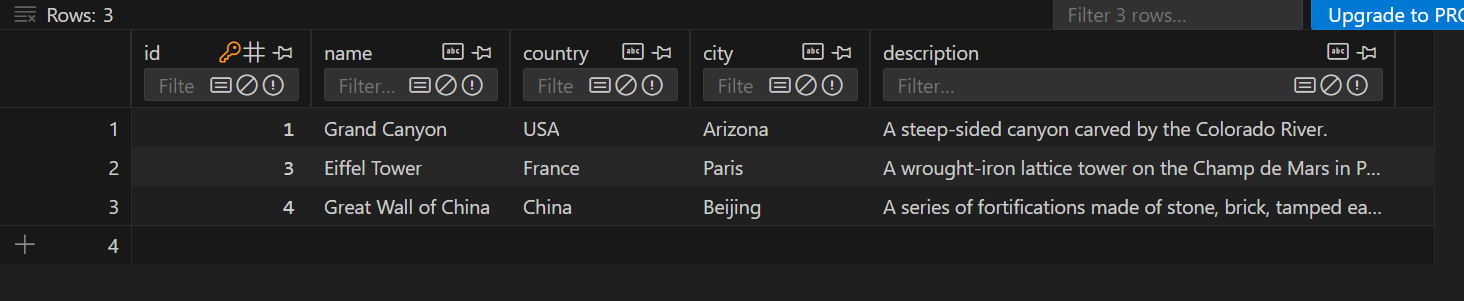 Rows: 3 Filter 3 rows... Upgrade to PRO
id name country city description
Filte Filter... Filte Filte Filter...
1 1 Grand Canyon USA Arizona A steep-sided canyon carved by the Colorado River.
2 3 Eiffel Tower France Paris A wrought-iron lattice tower on the Champ de Mars in P...
3 4 Great Wall of China China Beijing A series of fortifications made of stone, brick, tamped ea...
4